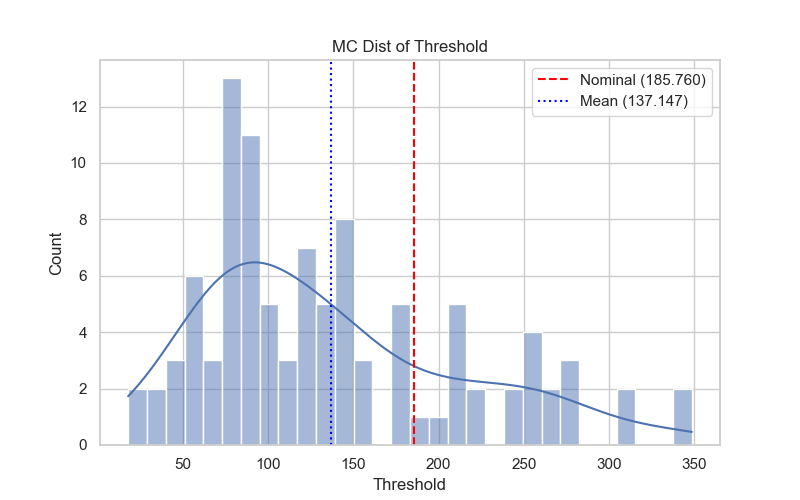 MC Dist of Threshold
Nominal (185.760)
Mean (137.147)
Count
12
10
8
6
4
2
0
50 100 150 200 250 300 350
Threshold